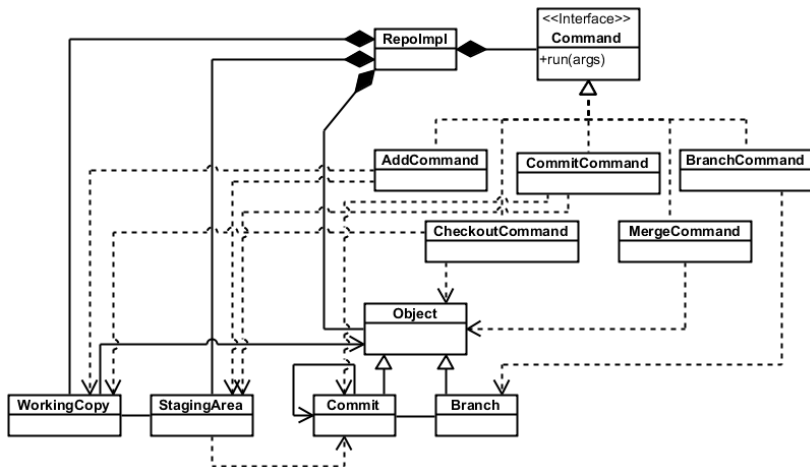 <<Interface>>
RepoImpl
Command
+run(args)
AddCommand
CommitCommand
BranchCommand
CheckoutCommand
MergeCommand
Object
WorkingCopy
StagingArea
Commit
Branch